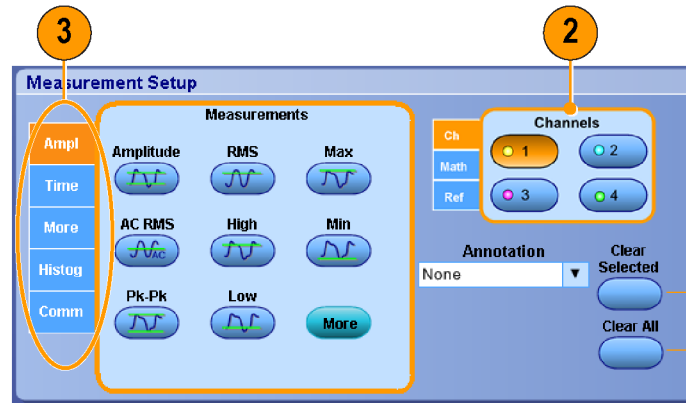 3
2
Measurement Setup
Ampl
Time
More
Histog
Comm
Measurements
Amplitude RMS Max
AC RMS High Min
AC
Pk-Pk Low
More
Ch
Math
Ref
Channels
1 2
3 4
Annotation
None
Clear
Selected
Clear All